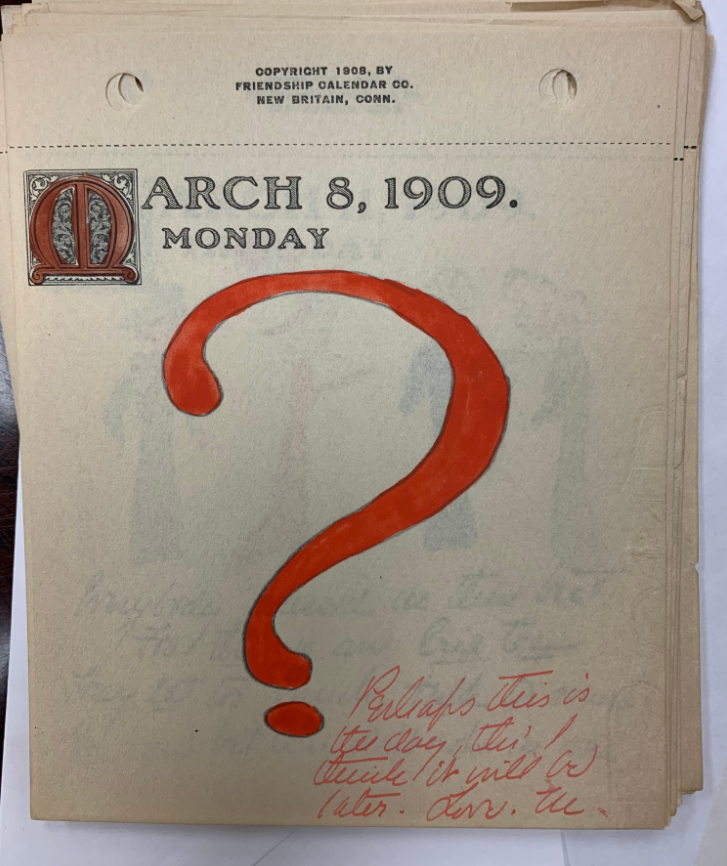 COPYRIGHT 1908, BY
FRIENDSHIP CALENDAR CO.
NEW BRITAIN, CONN.
MARCH 8, 1909.
MONDAY
?
Perhaps this is
the day, tho' I
think it will be
later. Love.